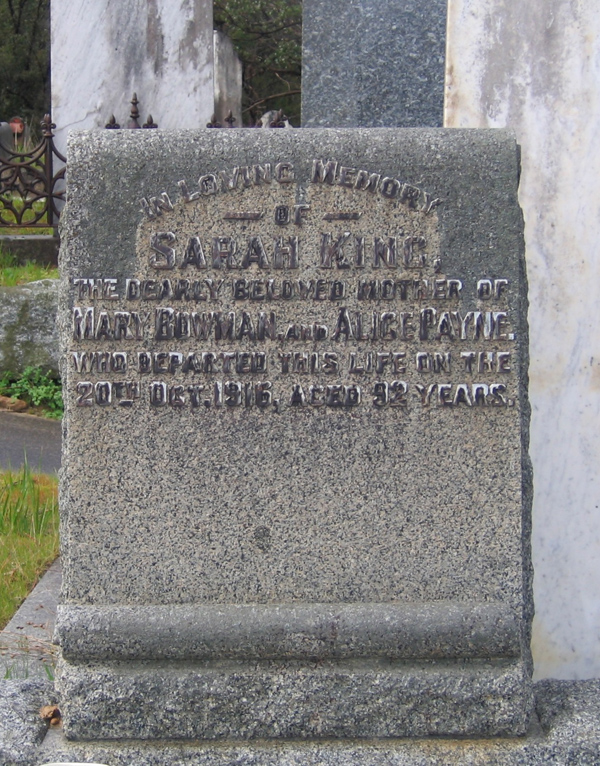 IN LOVING MEMORY
OF
SARAH KING,
THE DEARLY BELOVED MOTHER OF
MARY BOWMAN, AND ALICE PAYNE.
WHO DEPARTED THIS LIFE ON THE
20TH OCT. 1916, AGED 92 YEARS.